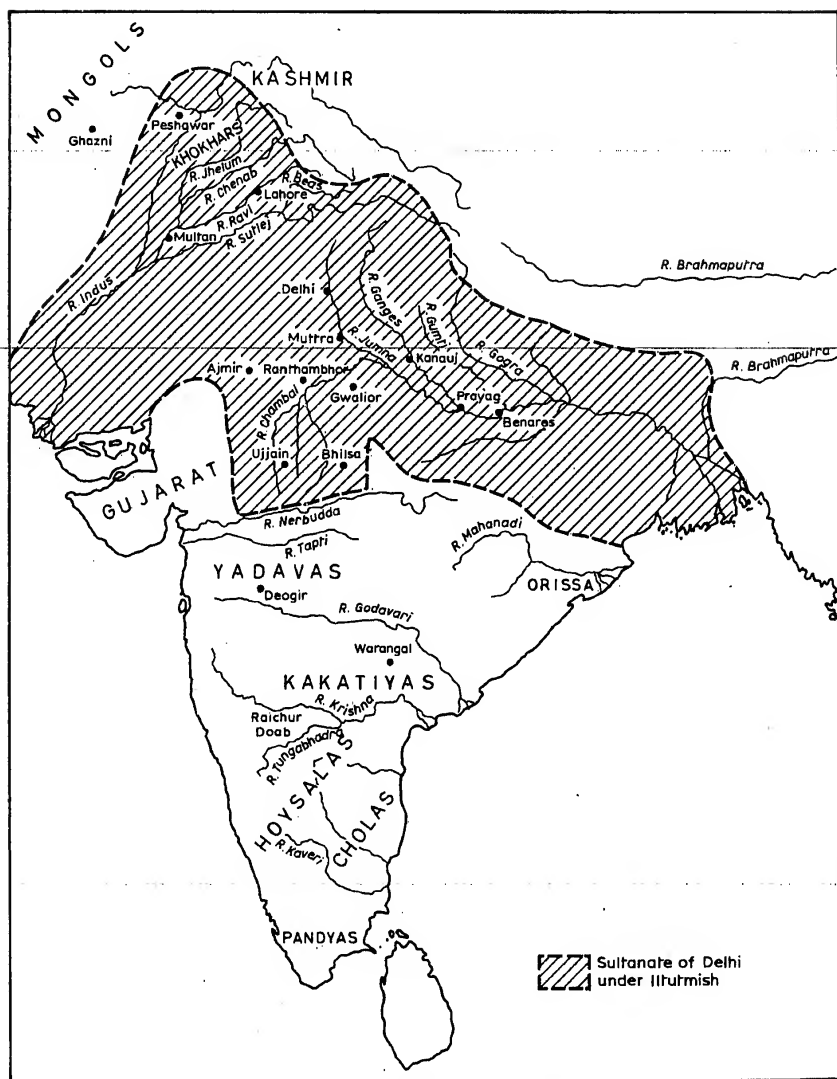 MONGOLS
KASHMIR
Peshawar
Ghazni
KHOKHARS
R. Jhelum
R. Chenab
R. Beas
Lahore
R. Ravi
Multan
R. Sutlej
R. Indus
R. Brahmaputra
Delhi
R. Ganges
R. Gumti
Muttra
R. Jumna
R. Gogra
Kanauj
R. Brahmaputra
Ajmir
Ranthambhor
Gwalior
Prayag
Benares
R. Chambal
Ujjain
Bhilsa
GUJARAT
R. Nerbudda
R. Tapti
R. Mahanadi
YADAVAS
ORISSA
Deogir
R. Godavari
Warangal
KAKATIYAS
R. Krishna
Raichur
Doab
R. Tungabhadra
HOYSALAS
CHOLAS
R. Kaveri
PANDYAS
Sultanate of Delhi
under Iltutmish